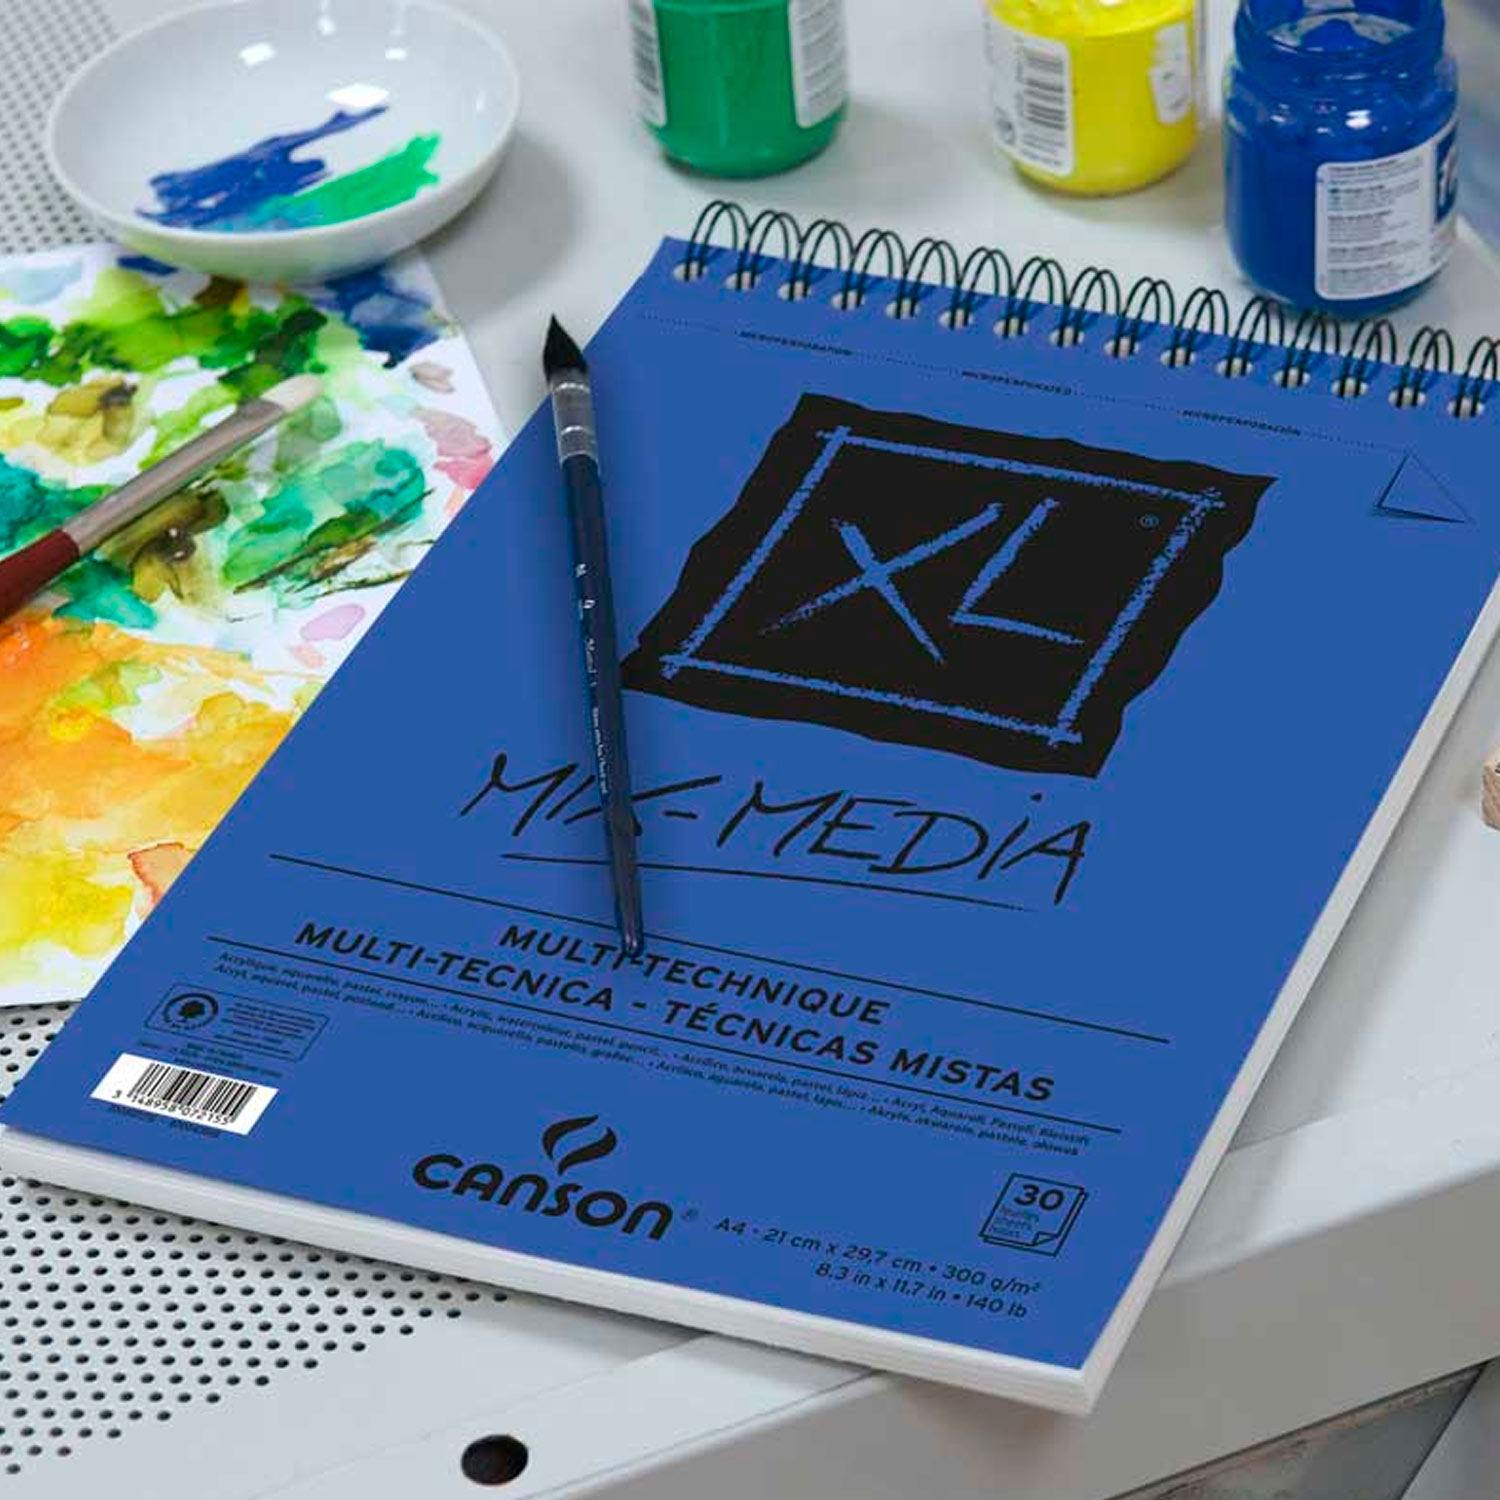 MICROPERFORATION
MICROPERFORATED
MICROPERFORACIÓN
XL®
MIX-MEDIA
MULTI-TECHNIQUE
MULTI-TECNICA - TÉCNICAS MISTAS
Acrylique, aquarelle, pastel, crayon... • Acrylic, watercolour, pastel, pencil... • Acrílico, acuarela, pastel, lápiz... • Acryl, Aquarell, Pastell, Bleistift
Acryl, aquarel, pastel, potlood... • Acrilico, acquerello, pastello, grafite... • Acrílico, aguarela, pastel, lápis... • Akryle, akwarele, pastele, ołówek
3 148958 072155
CANSON®
30
A4 • 21 cm x 29,7 cm • 300 g/m²
8.3 in x 11.7 in • 140 lb